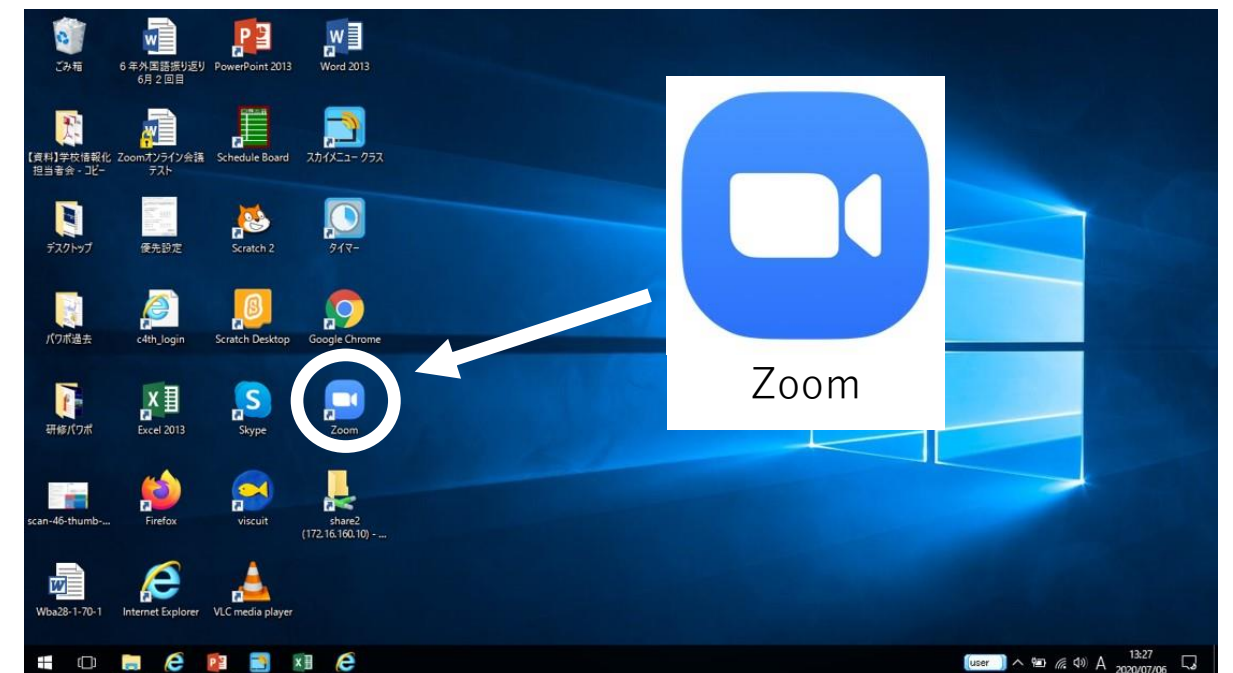 ごみ箱
6年外国語振り返り
6月2回目
PowerPoint 2013
Word 2013
【資料】学校情報化
担当者会 - コピー
Zoomオンライン会議
テスト
Schedule Board
スカイメニュー クラス
デスクトップ
優先設定
Scratch 2
タイマー
パワポ過去
c4th_login
Scratch Desktop
Google Chrome
研修パワポ
Excel 2013
Skype
Zoom
scan-46-thumb-...
Firefox
viscuit
share2
(172.16.160.10) - ...
Wba28-1-70-1
Internet Explorer
VLC media player
Zoom
user
A
13:27
2020/07/06